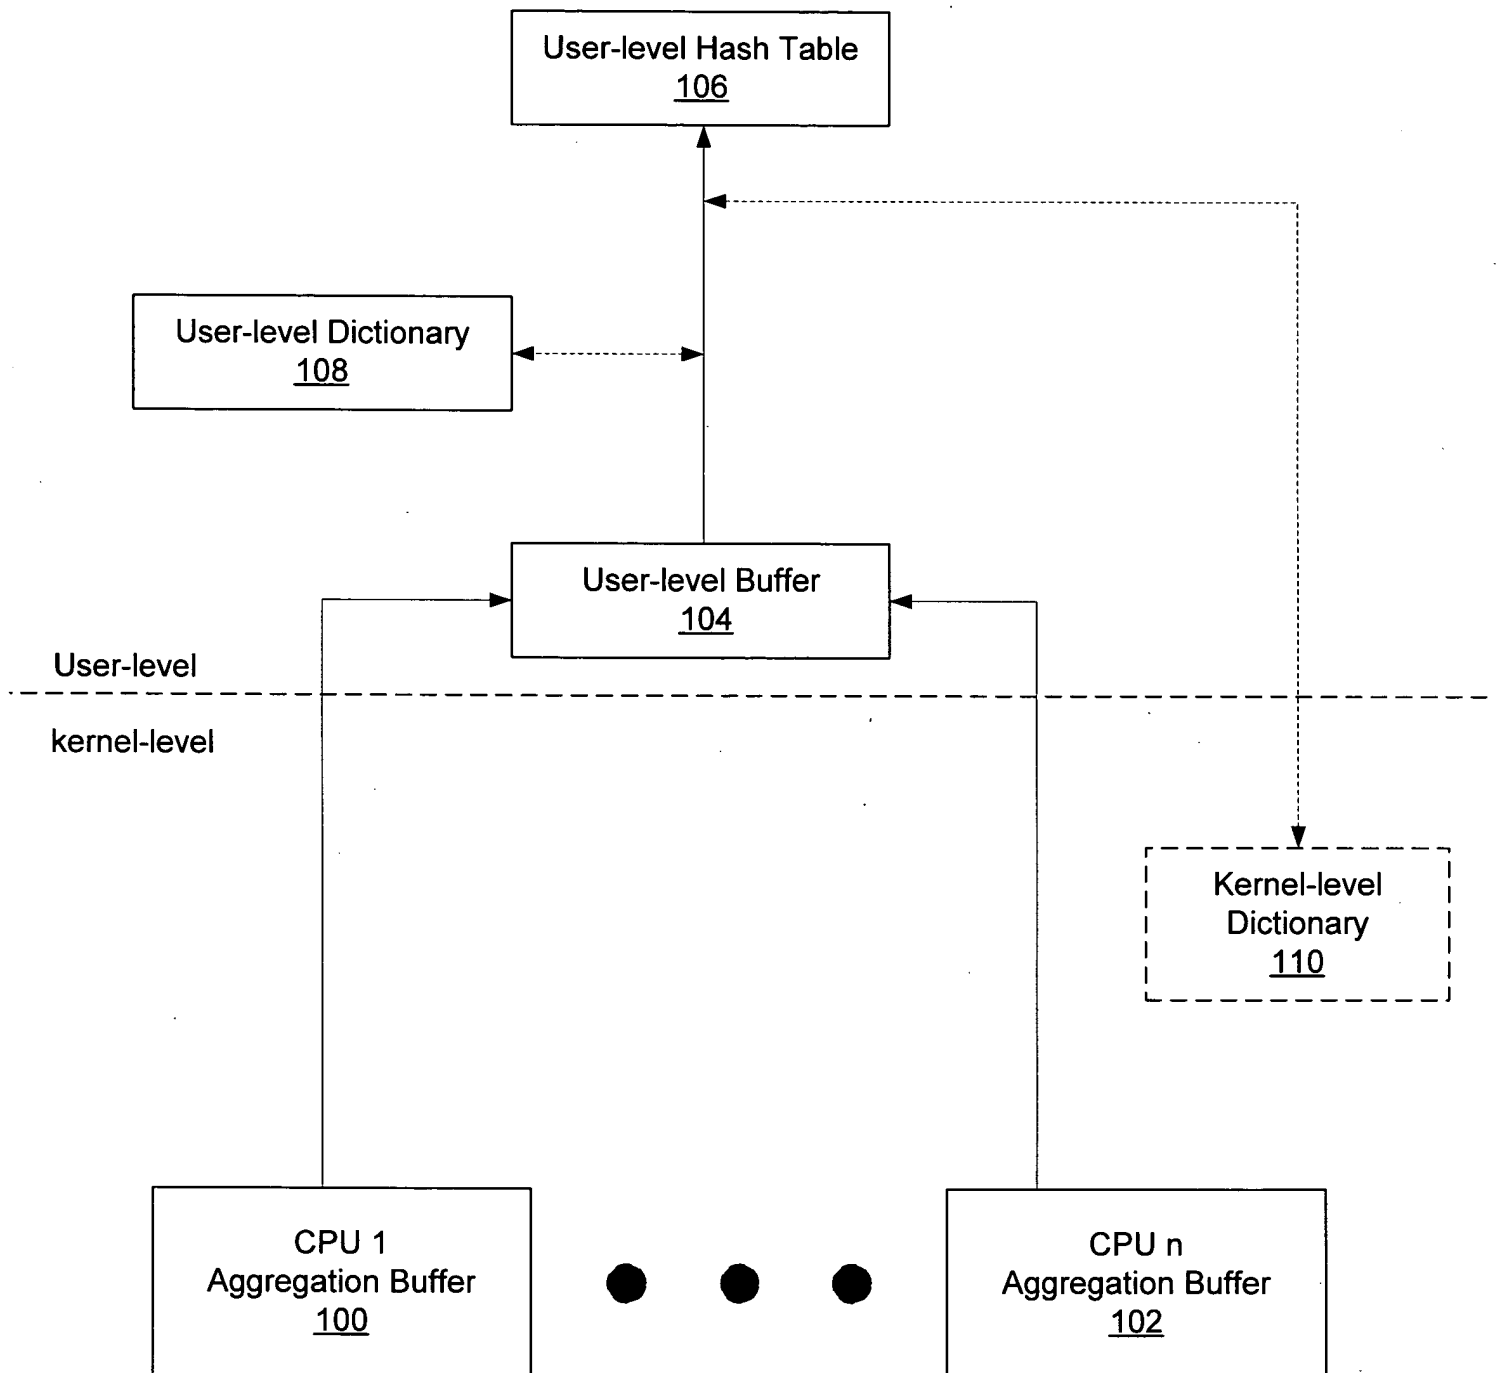 User-level Hash Table
106
User-level Dictionary
108
User-level Buffer
104
User-level
kernel-level
Kernel-level
Dictionary
110
CPU 1
Aggregation Buffer
100
CPU n
Aggregation Buffer
102